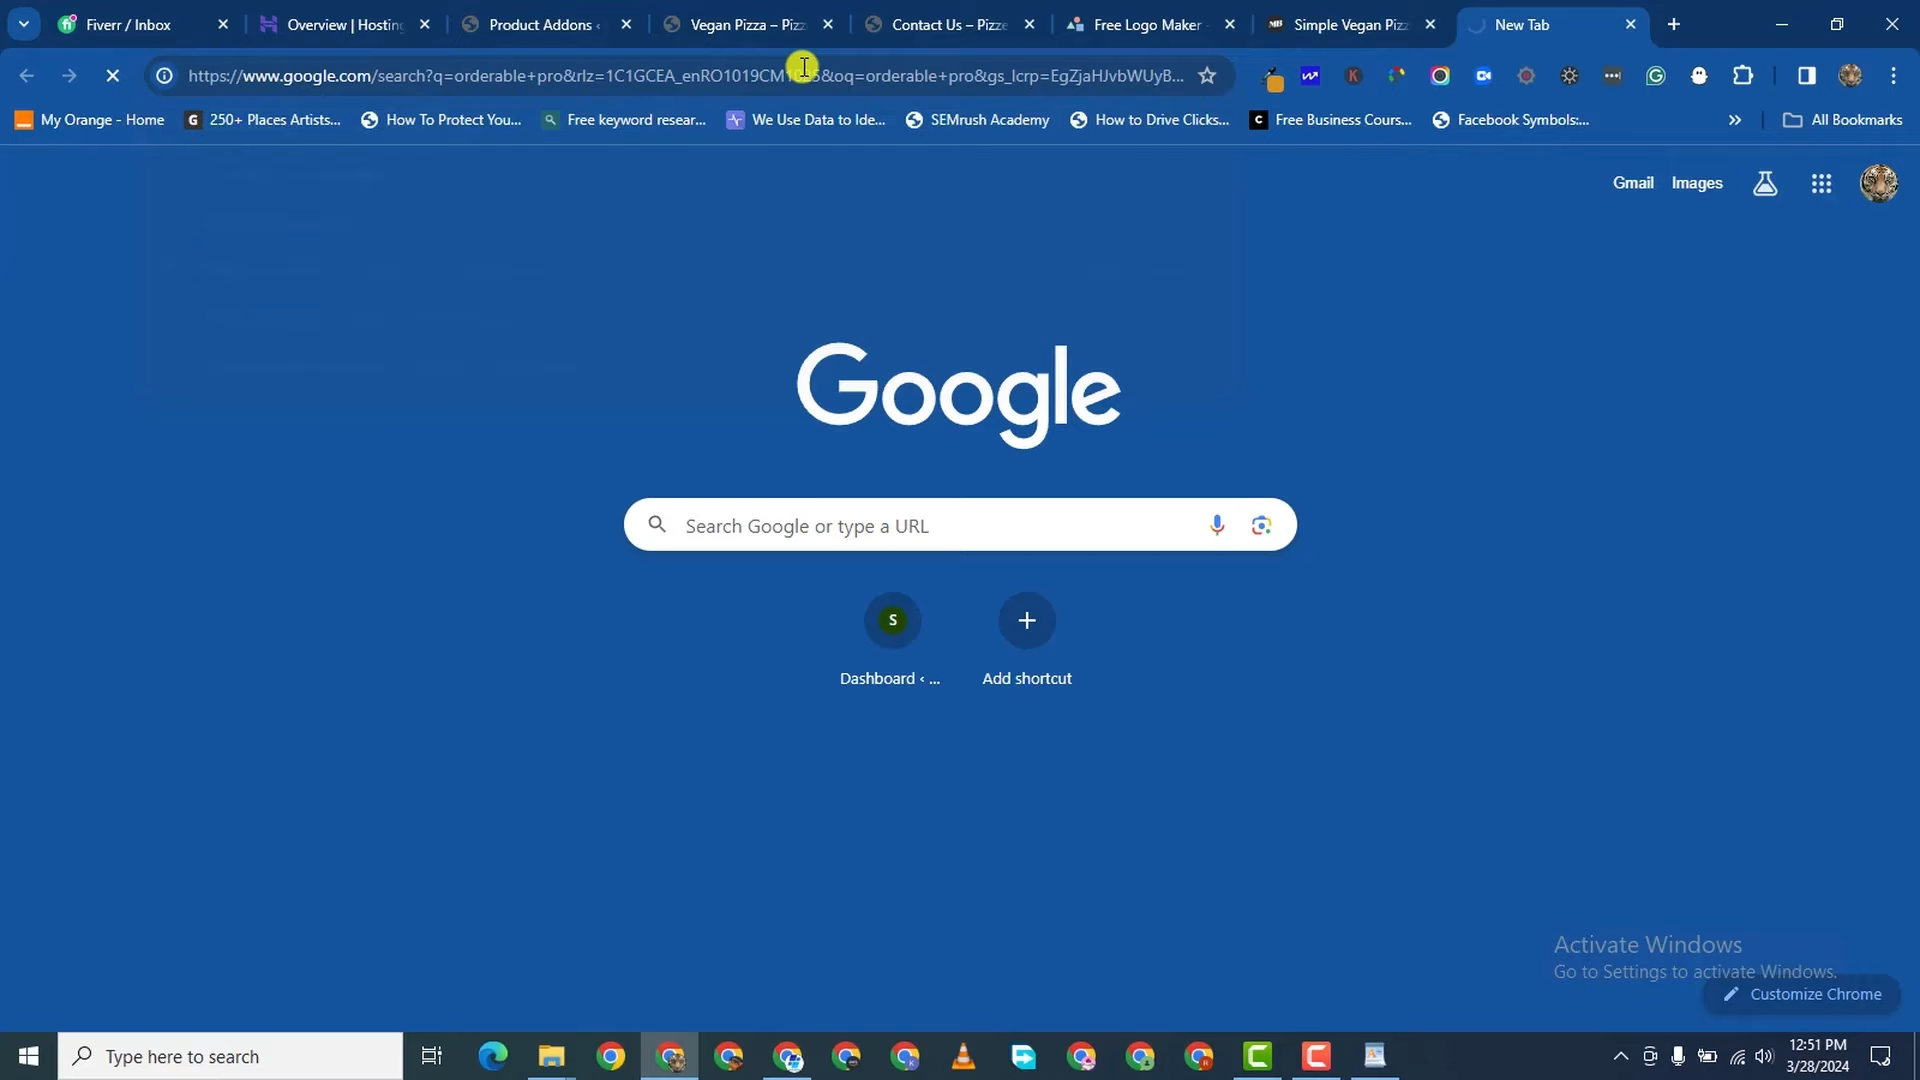 Fiverr / Inbox
Overview | Hosting
Product Addons ‹
Vegan Pizza – Pizz
Contact Us – Pizze
Free Logo Maker -
Simple Vegan Pizz
New Tab
https://www.google.com/search?q=orderable+pro&rlz=1C1GCEA_enRO1019CM1015&oq=orderable+pro&gs_lcrp=EgZjaHJvbWUyB...
My Orange - Home
250+ Places Artists...
How To Protect You...
Free keyword resear...
We Use Data to Ide...
SEMrush Academy
How to Drive Clicks...
Free Business Cours...
Facebook Symbols:...
All Bookmarks
Gmail
Images
Google
Search Google or type a URL
S
Dashboard ‹ ...
Add shortcut
Activate Windows
Go to Settings to activate Windows.
Customize Chrome
Type here to search
12:51 PM
3/28/2024